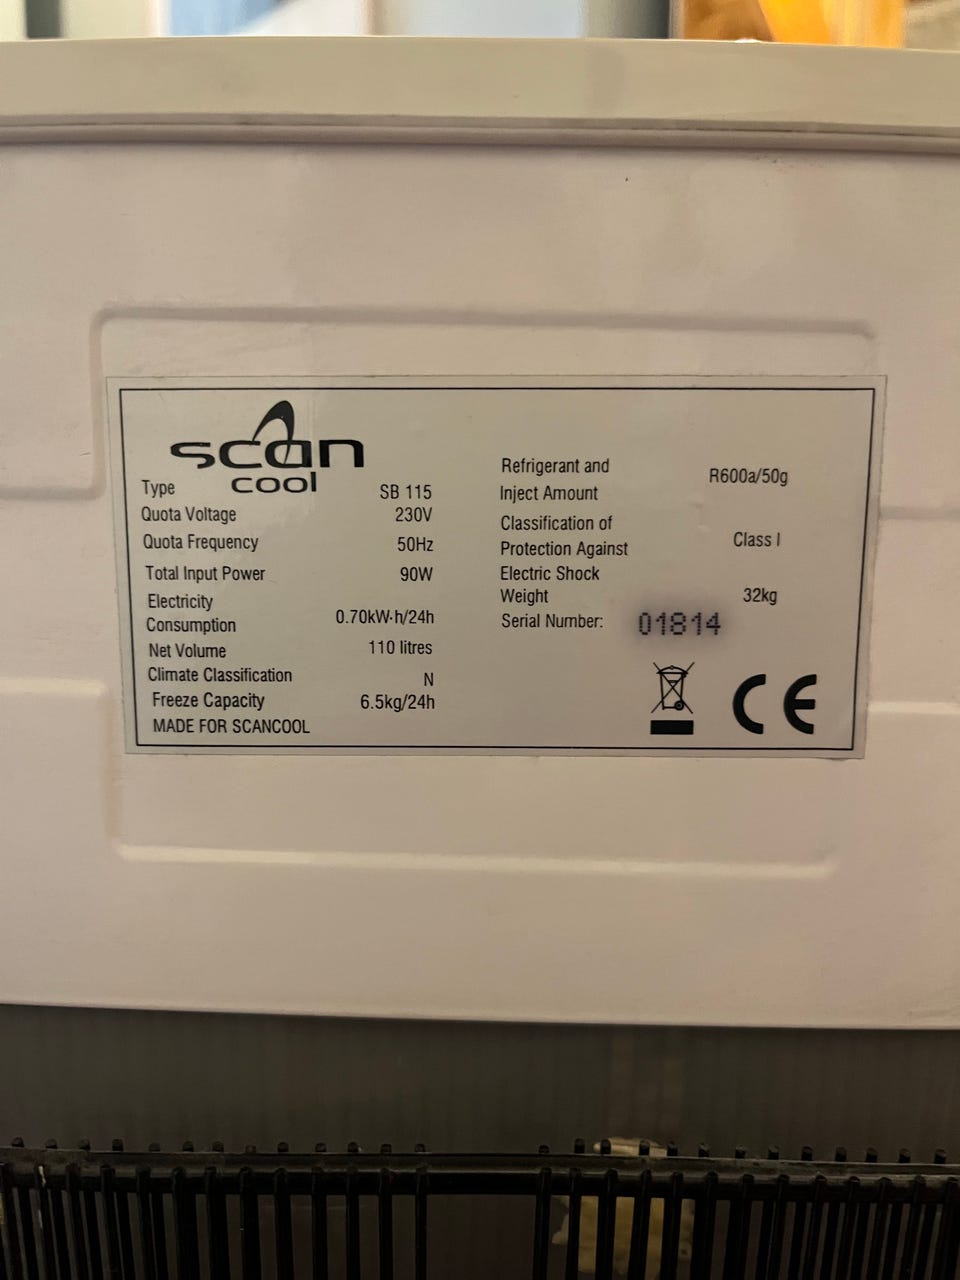 scan
cool
Type SB 115
Quota Voltage 230V
Quota Frequency 50Hz
Total Input Power 90W
Electricity
Consumption 0.70kW·h/24h
Net Volume 110 litres
Climate Classification N
Freeze Capacity 6.5kg/24h
MADE FOR SCANCOOL
Refrigerant and
Inject Amount R600a/50g
Classification of
Protection Against Class I
Electric Shock
Weight 32kg
Serial Number: 01814
CE